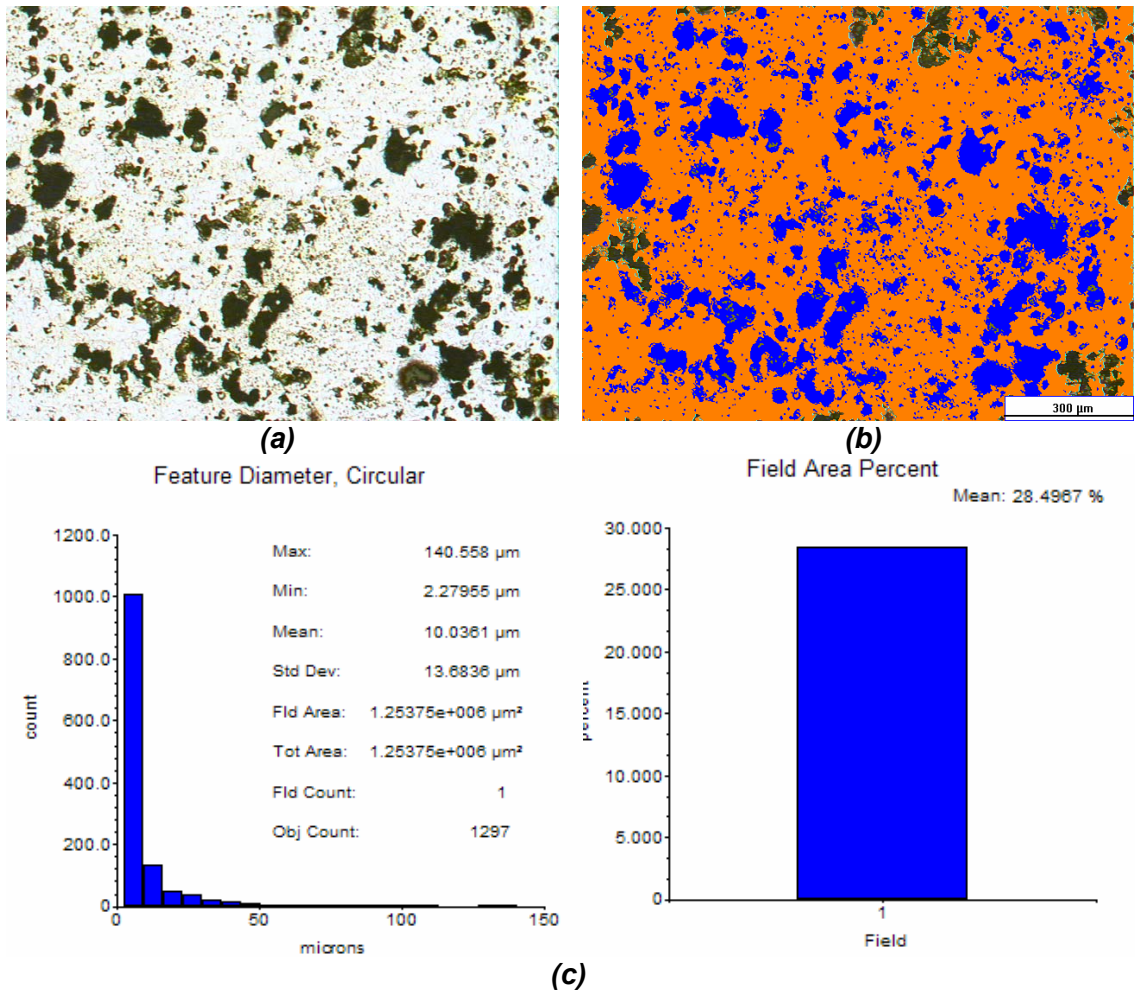 300 µm
(a)
(b)
Feature Diameter, Circular
1200.0
1000.0
800.0
600.0
400.0
200.0
0
0
50
100
150
count
microns
Max: 140.558 µm
Min: 2.27955 µm
Mean: 10.0361 µm
Std Dev: 13.6836 µm
Fld Area: 1.25375e+006 µm²
Tot Area: 1.25375e+006 µm²
Fld Count: 1
Obj Count: 1297
Field Area Percent
Mean: 28.4967 %
30.000
25.000
20.000
15.000
10.000
5.000
0
percent
1
Field
(c)